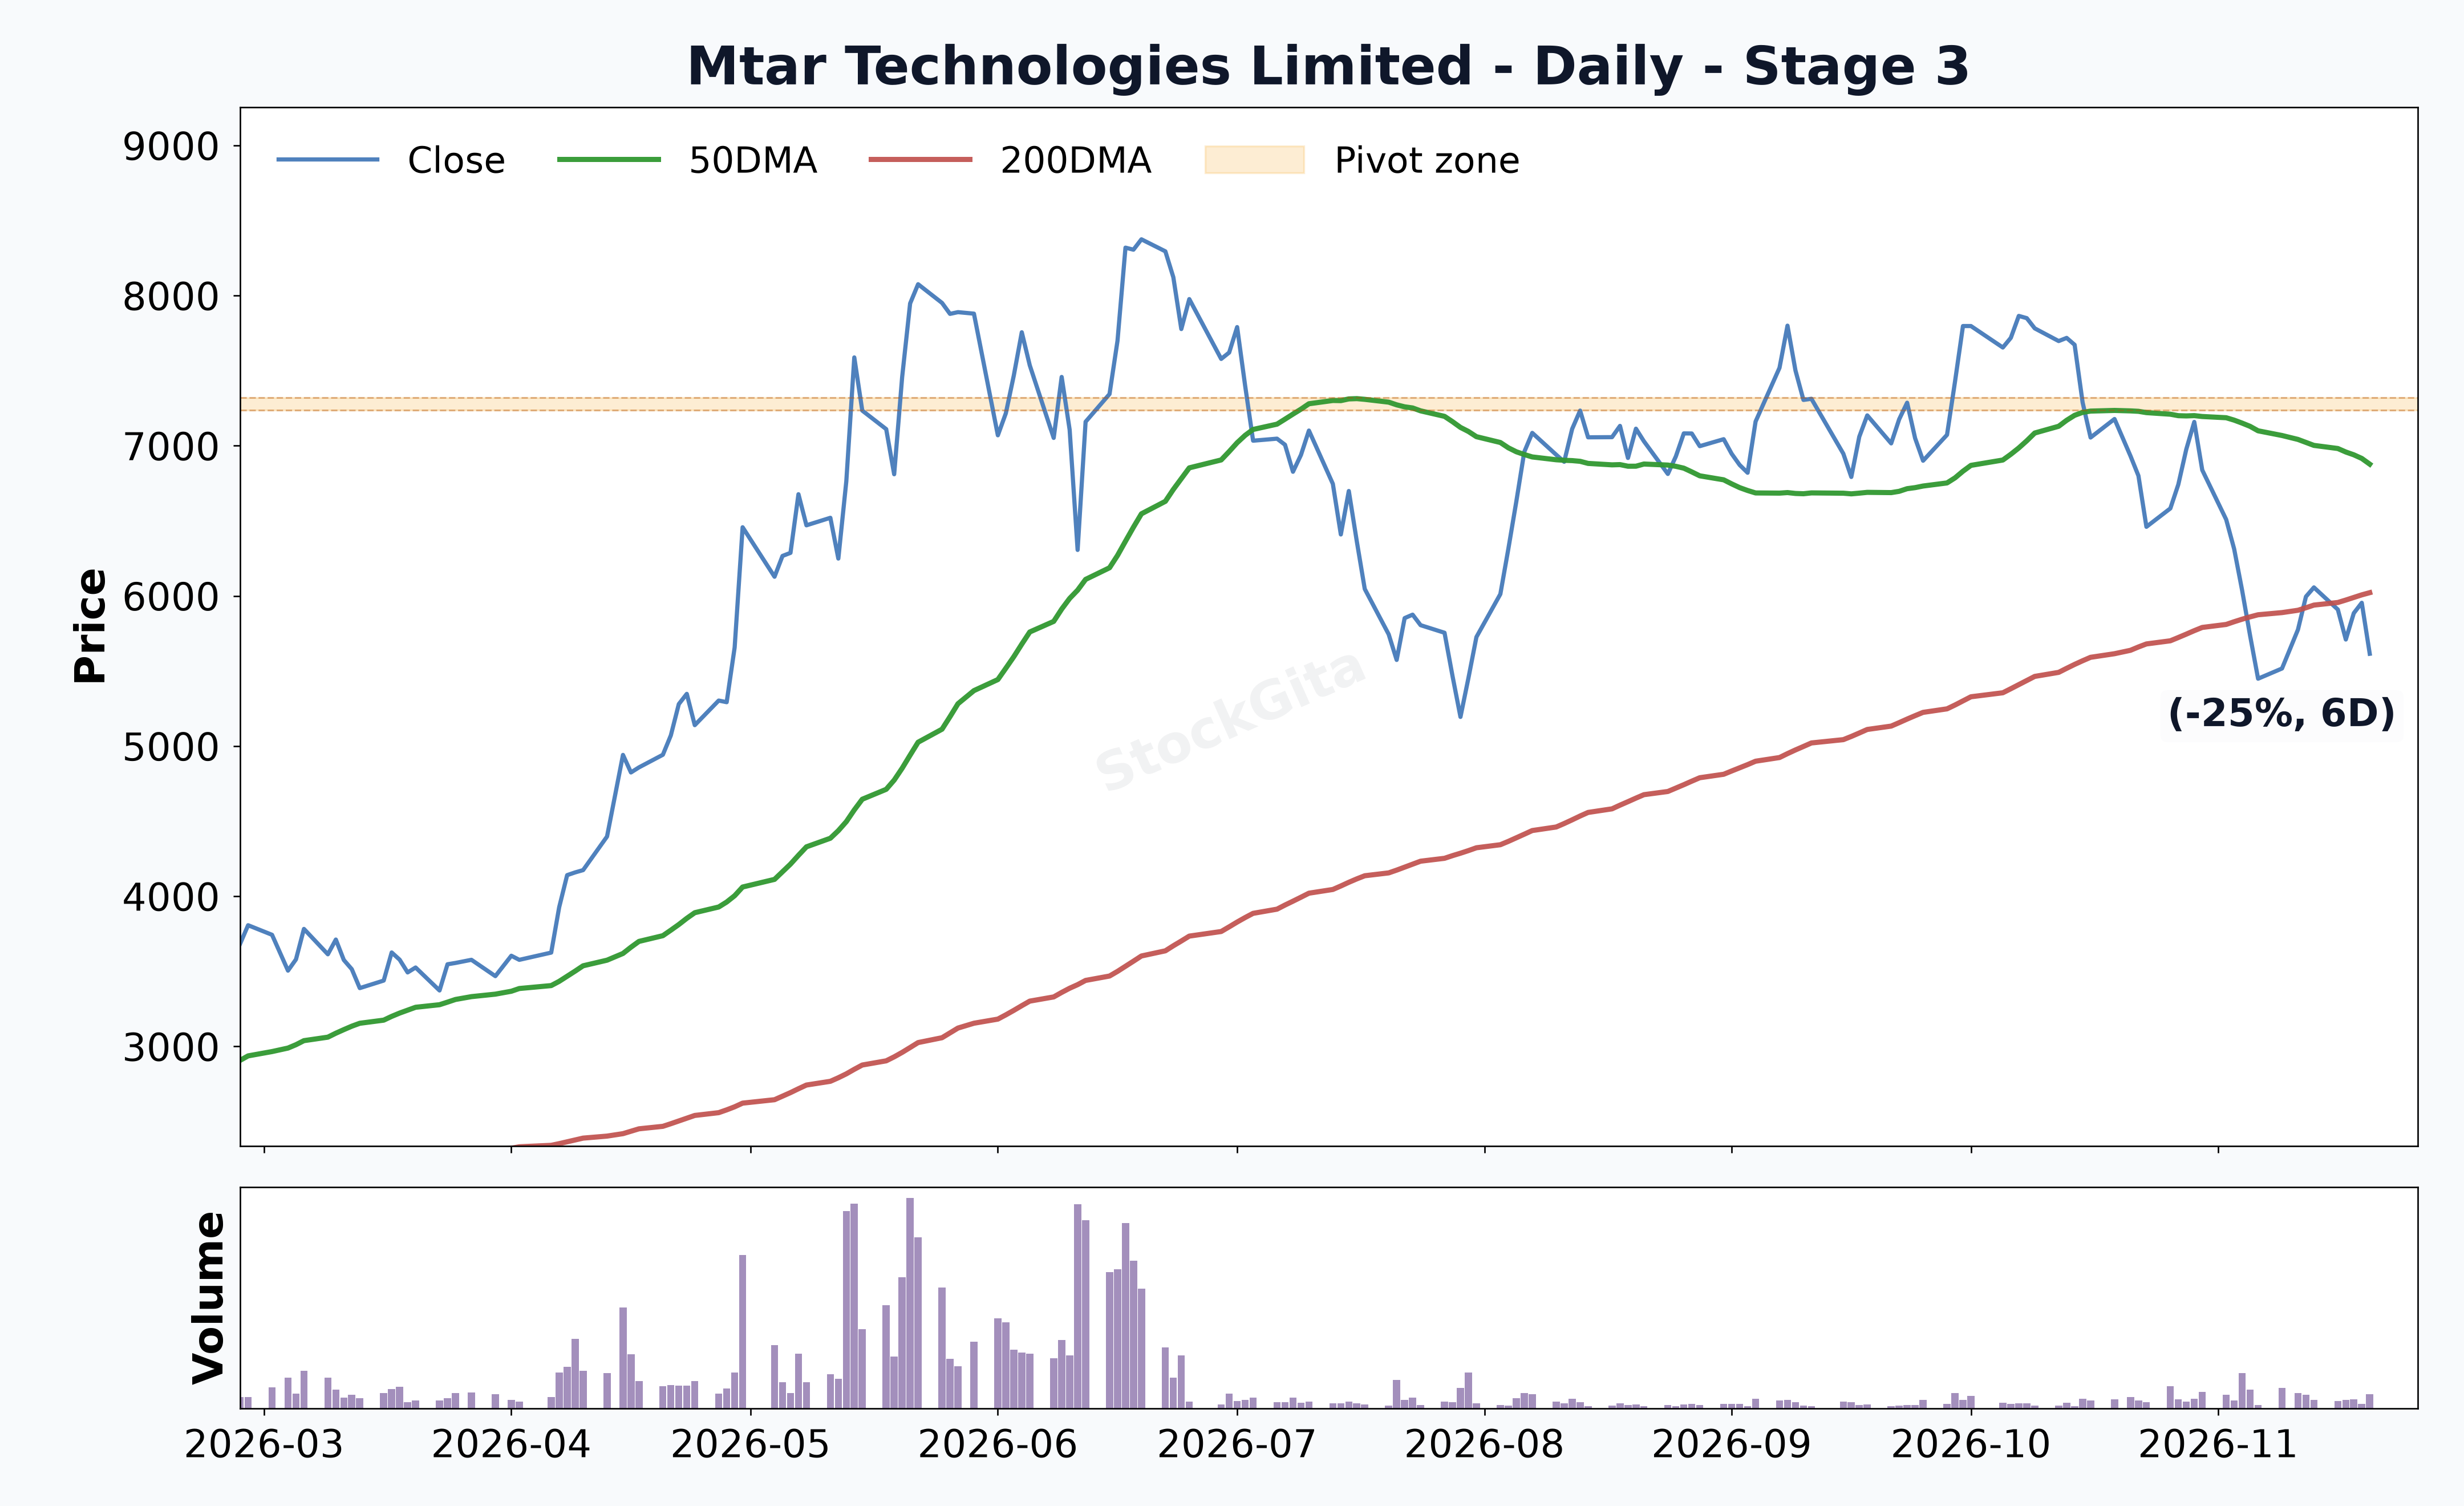 Mtar Technologies Limited - Daily - Stage 3
Close 50DMA 200DMA Pivot zone
9000
8000
7000
6000
5000
4000
3000
Price
StockGita
(-25%, 6D)
Volume
2026-03 2026-04 2026-05 2026-06 2026-07 2026-08 2026-09 2026-10 2026-11